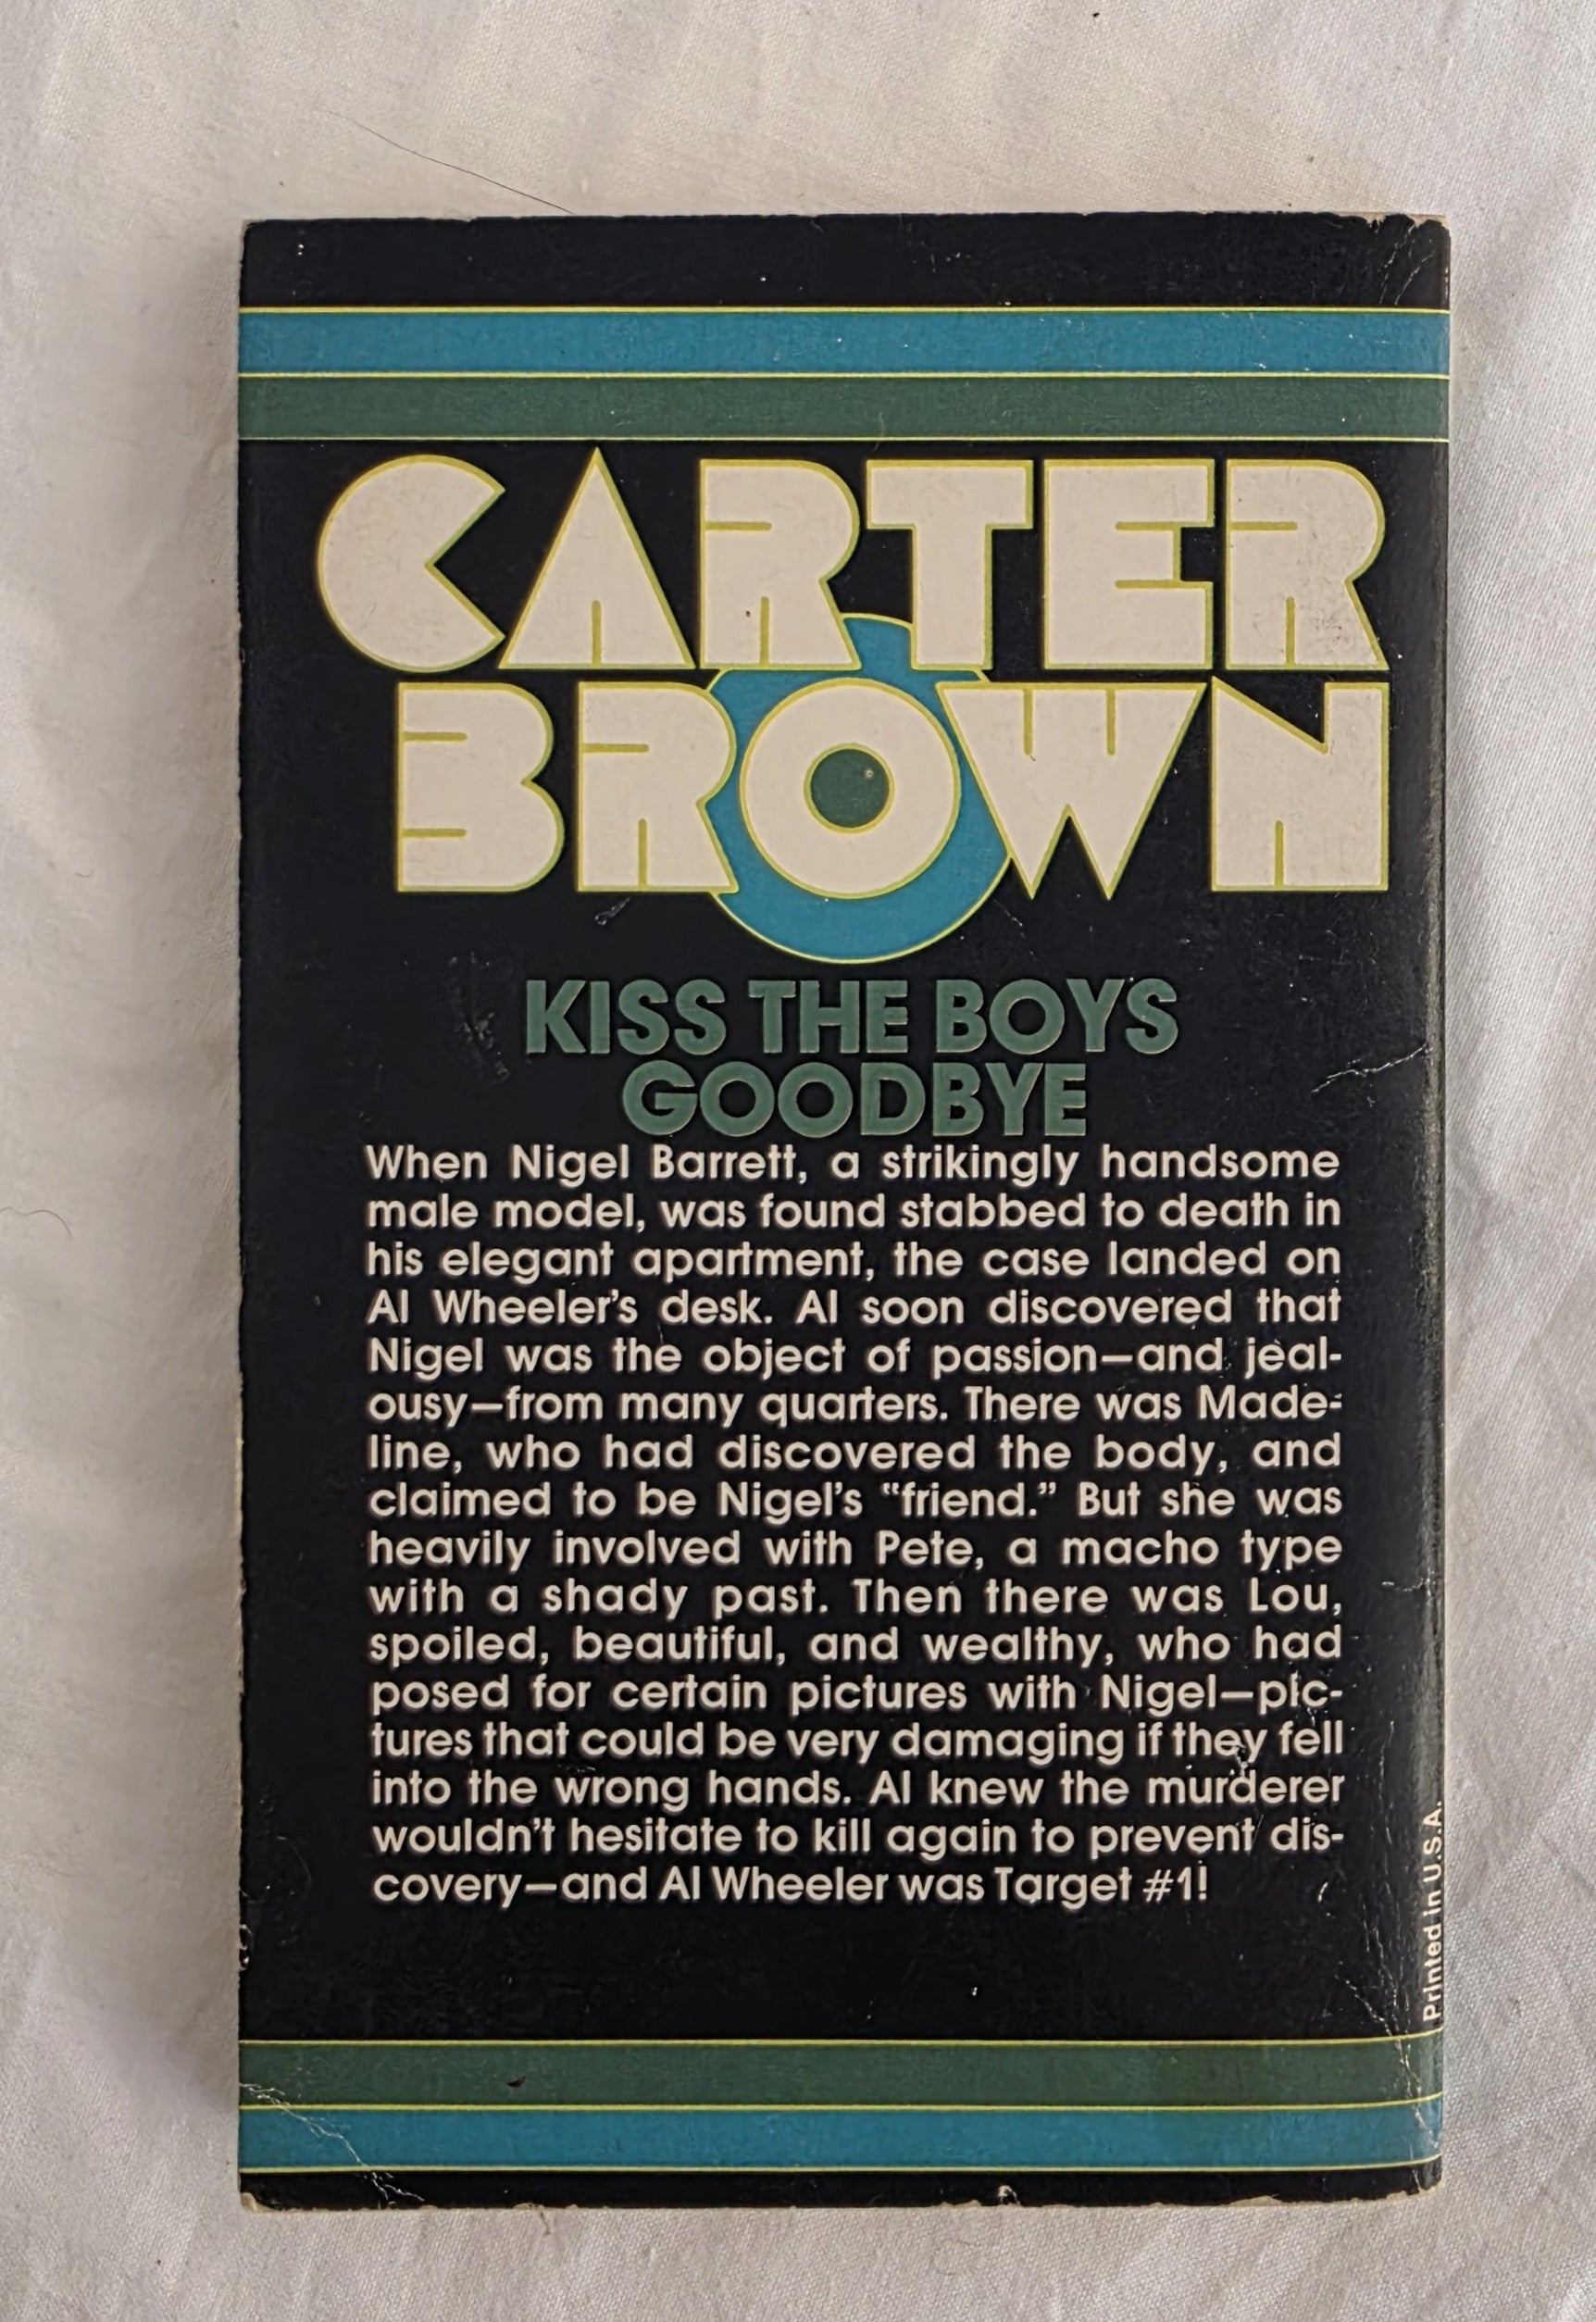 CARTER
BROWN
KISS THE BOYS
GOODBYE
When Nigel Barrett, a strikingly handsome
male model, was found stabbed to death in
his elegant apartment, the case landed on
Al Wheeler's desk. Al soon discovered that
Nigel was the object of passion—and jeal-
ousy—from many quarters. There was Made-
line, who had discovered the body, and
claimed to be Nigel's "friend." But she was
heavily involved with Pete, a macho type
with a shady past. Then there was Lou,
spoiled, beautiful, and wealthy, who had
posed for certain pictures with Nigel—pic-
tures that could be very damaging if they fell
into the wrong hands. Al knew the murderer
wouldn't hesitate to kill again to prevent dis-
covery—and Al Wheeler was Target #1!
Printed in U.S.A.